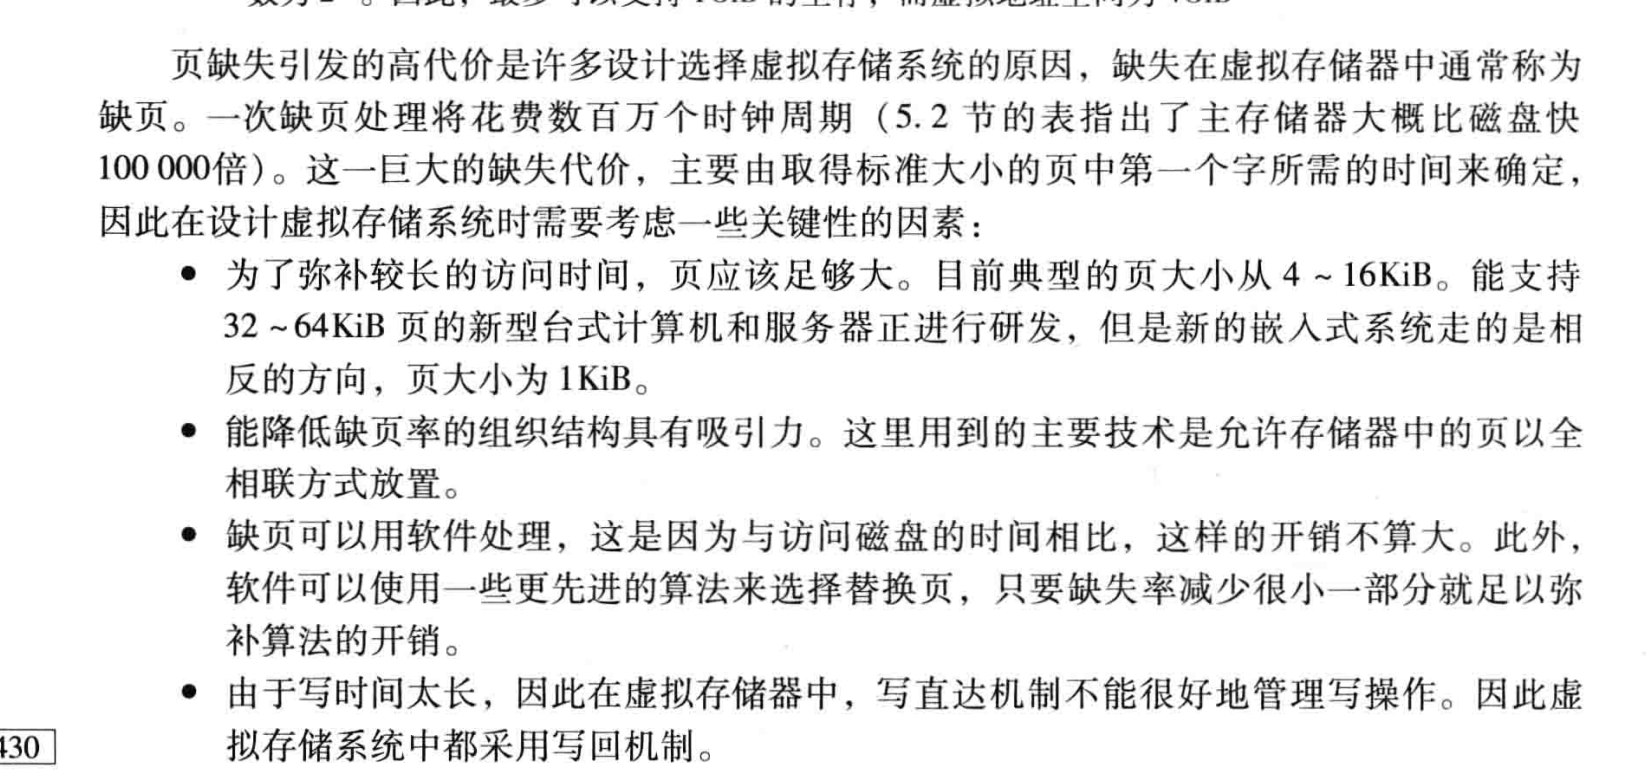 页缺失引发的高代价是许多设计选择虚拟存储系统的原因，缺失在虚拟存储器中通常称为
缺页。一次缺页处理将花费数百万个时钟周期（5.2 节的表指出了主存储器大概比磁盘快
100 000倍）。这一巨大的缺失代价，主要由取得标准大小的页中第一个字所需的时间来确定，
因此在设计虚拟存储系统时需要考虑一些关键性的因素：
● 为了弥补较长的访问时间，页应该足够大。目前典型的页大小从 4 ~ 16KiB。能支持
32 ~ 64KiB 页的新型台式计算机和服务器正进行研发，但是新的嵌入式系统走的是相
反的方向，页大小为 1KiB。
● 能降低缺页率的组织结构具有吸引力。这里用到的主要技术是允许存储器中的页以全
相联方式放置。
● 缺页可以用软件处理，这是因为与访问磁盘的时间相比，这样的开销不算大。此外，
软件可以使用一些更先进的算法来选择替换页，只要缺失率减少很小一部分就足以弥
补算法的开销。
● 由于写时间太长，因此在虚拟存储器中，写直达机制不能很好地管理写操作。因此虚
拟存储系统中都采用写回机制。
430